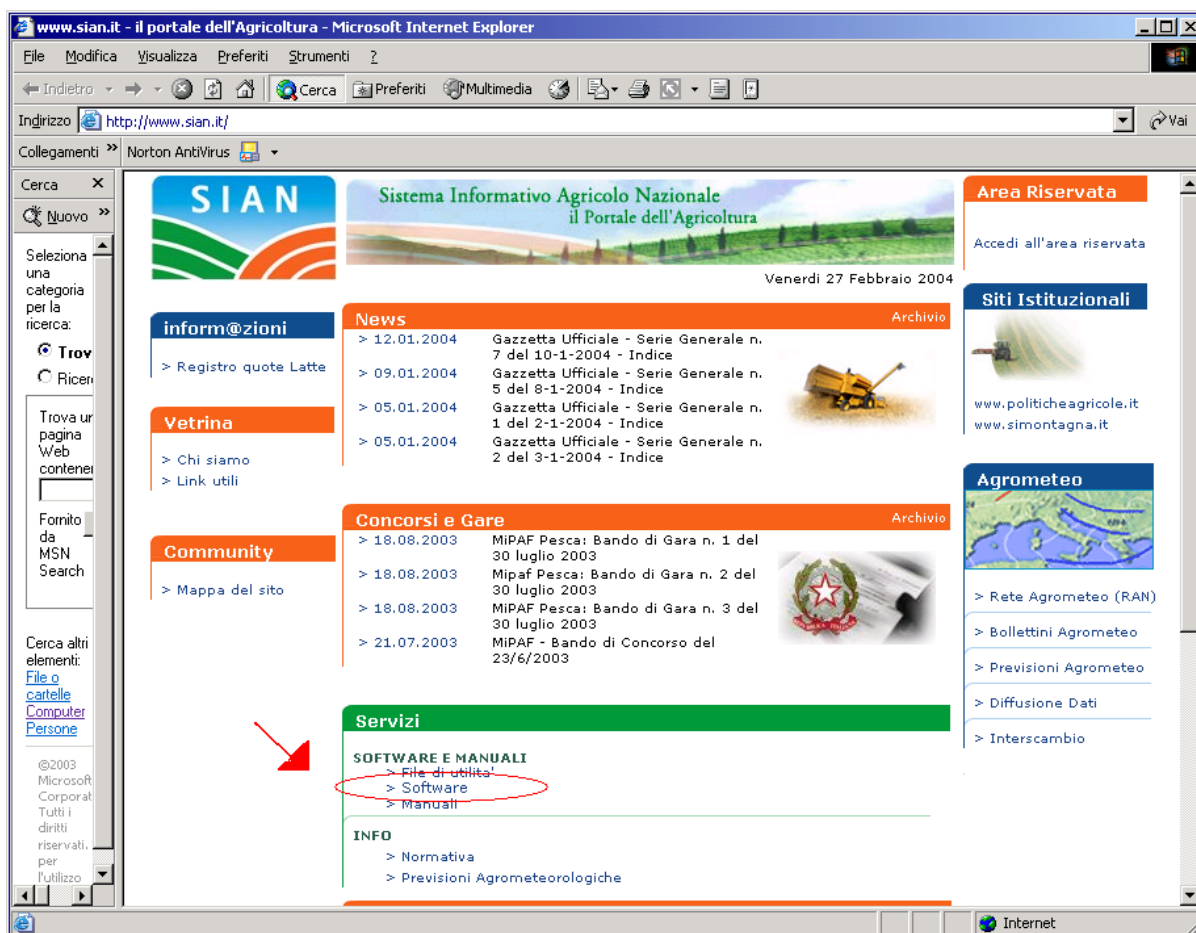 www.sian.it - il portale dell'Agricoltura - Microsoft Internet Explorer
File Modifica Visualizza Preferiti Strumenti ?
Indietro Cerca Preferiti Multimedia
Indirizzo http://www.sian.it/ Vai
Collegamenti Norton AntiVirus
Cerca
Nuovo
Seleziona
una
categoria
per la
ricerca:
Trov
Ricer
Trova un
pagina
Web
contener
Fornito
da
MSN
Search
Cerca altri
elementi:
File o
cartelle
Computer
Persone
©2003
Microsoft
Corporat
Tutti i
diritti
riservati.
per
l'utilizzo
SIAN
Sistema Informativo Agricolo Nazionale
il Portale dell'Agricoltura
Venerdi 27 Febbraio 2004
inform@zioni
> Registro quote Latte
Vetrina
> Chi siamo
> Link utili
Community
> Mappa del sito
News Archivio
> 12.01.2004 Gazzetta Ufficiale - Serie Generale n.
7 del 10-1-2004 - Indice
> 09.01.2004 Gazzetta Ufficiale - Serie Generale n.
5 del 8-1-2004 - Indice
> 05.01.2004 Gazzetta Ufficiale - Serie Generale n.
1 del 2-1-2004 - Indice
> 05.01.2004 Gazzetta Ufficiale - Serie Generale n.
2 del 3-1-2004 - Indice
Concorsi e Gare Archivio
> 18.08.2003 MiPAF Pesca: Bando di Gara n. 1 del
30 luglio 2003
> 18.08.2003 Mipaf Pesca: Bando di Gara n. 2 del
30 luglio 2003
> 18.08.2003 MiPAF Pesca: Bando di Gara n. 3 del
30 luglio 2003
> 21.07.2003 MiPAF - Bando di Concorso del
23/6/2003
Servizi
SOFTWARE E MANUALI
> File di utilita'
> Software
> Manuali
INFO
> Normativa
> Previsioni Agrometeorologiche
Area Riservata
Accedi all'area riservata
Siti Istituzionali
www.politicheagricole.it
www.simontagna.it
Agrometeo
> Rete Agrometeo (RAN)
> Bollettini Agrometeo
> Previsioni Agrometeo
> Diffusione Dati
> Interscambio
Internet